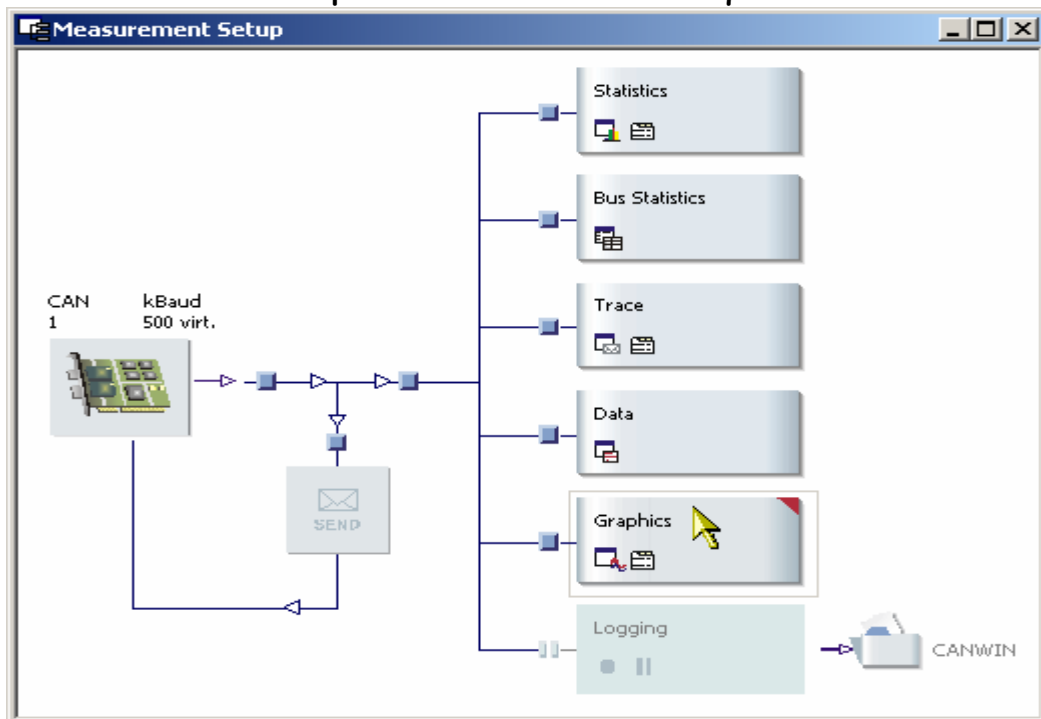 Measurement Setup
Statistics
Bus Statistics
CAN kBaud
1 500 virt.
Trace
Data
SEND
Graphics
Logging
CANWIN